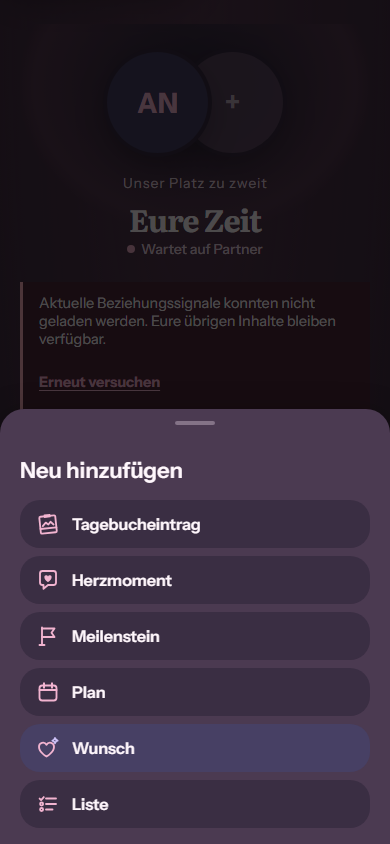 AN
+
Unser Platz zu zweit
Eure Zeit
Wartet auf Partner
Aktuelle Beziehungssignale konnten nicht
geladen werden. Eure übrigen Inhalte bleiben
verfügbar.
Erneut versuchen
Neu hinzufügen
Tagebucheintrag
Herzmoment
Meilenstein
Plan
Wunsch
Liste